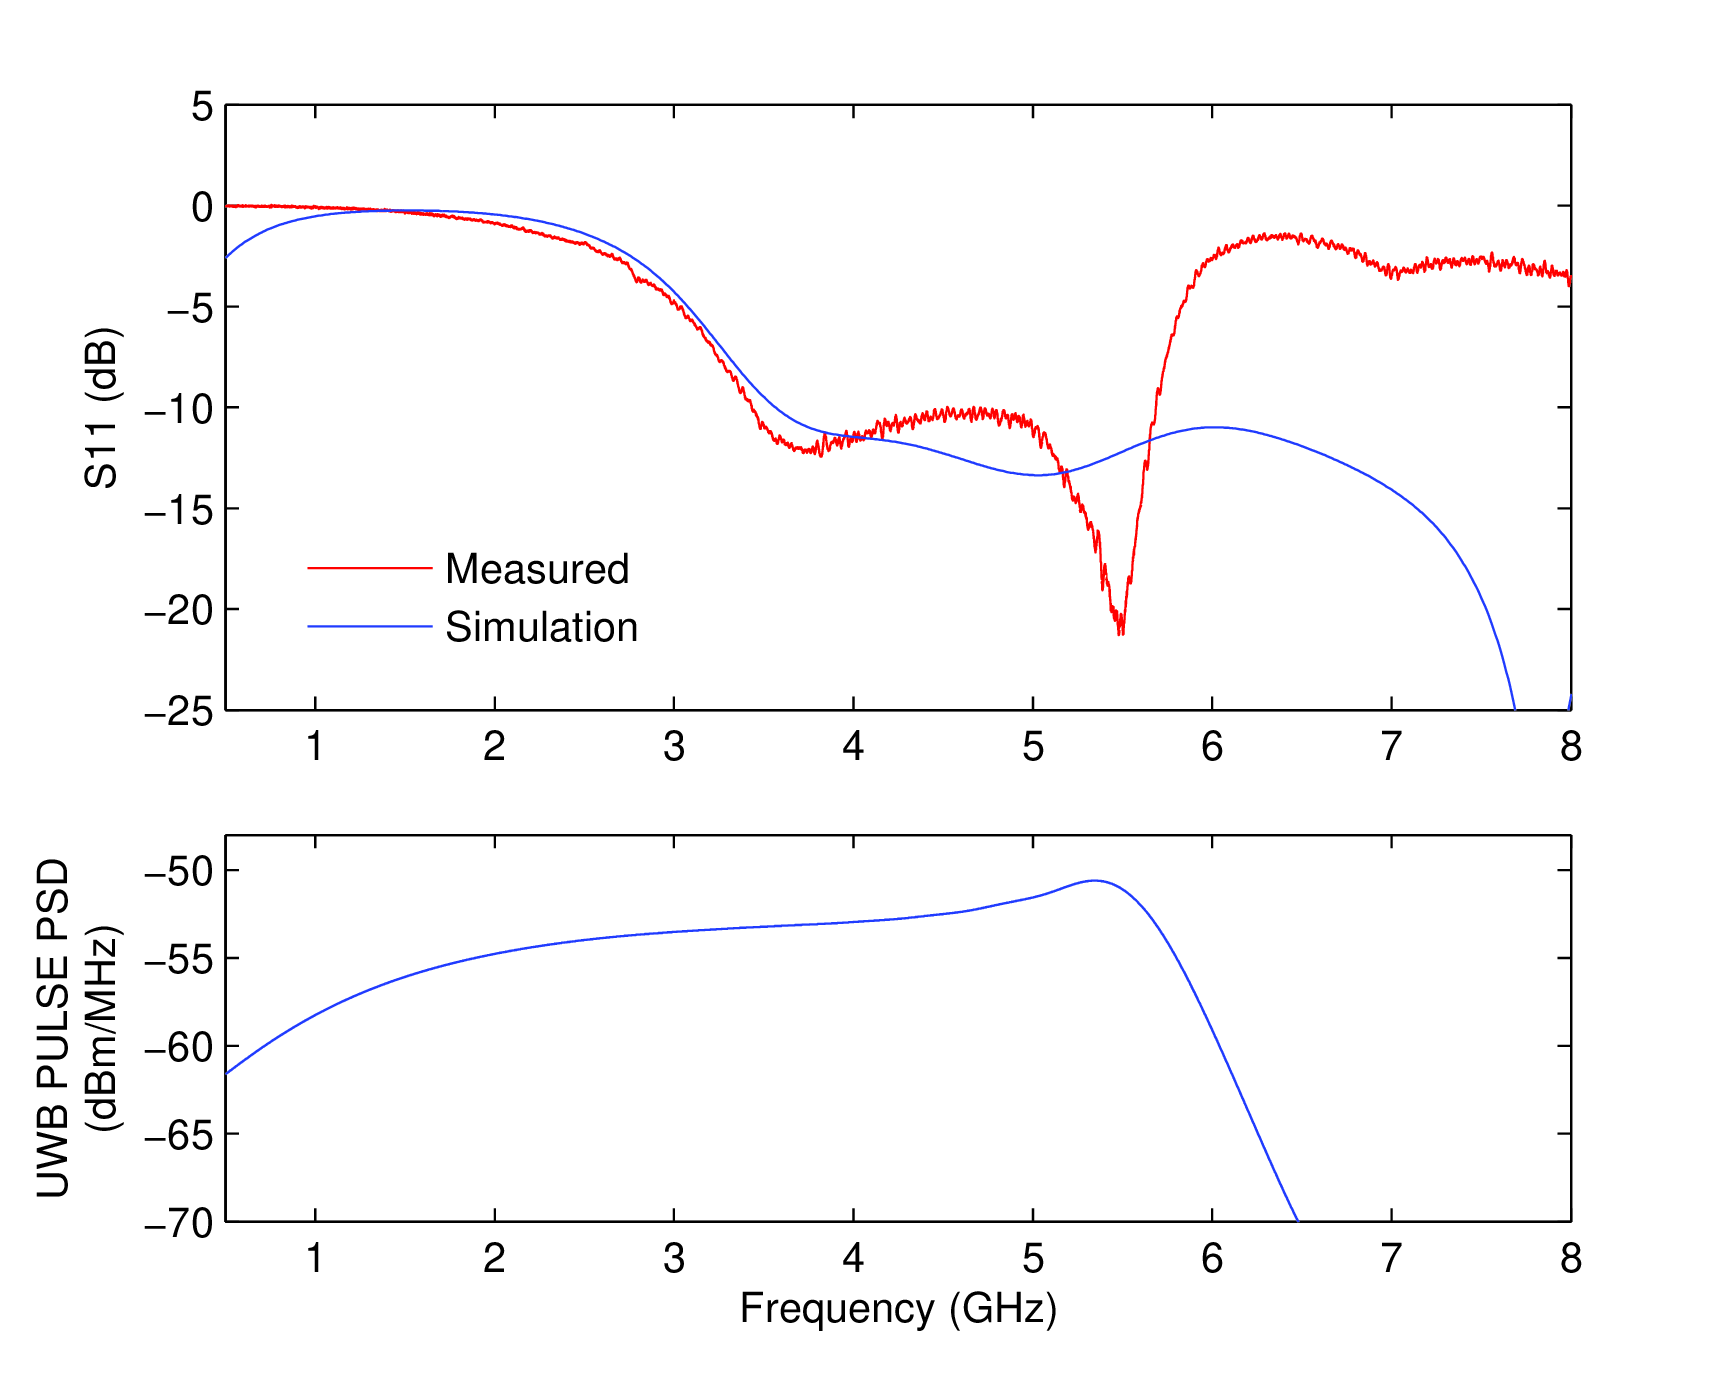 5
0
−5
−10
−15
−20
−25
S11 (dB)
Measured
Simulation
1 2 3 4 5 6 7 8
−50
−55
−60
−65
−70
UWB PULSE PSD
(dBm/MHz)
1 2 3 4 5 6 7 8
Frequency (GHz)